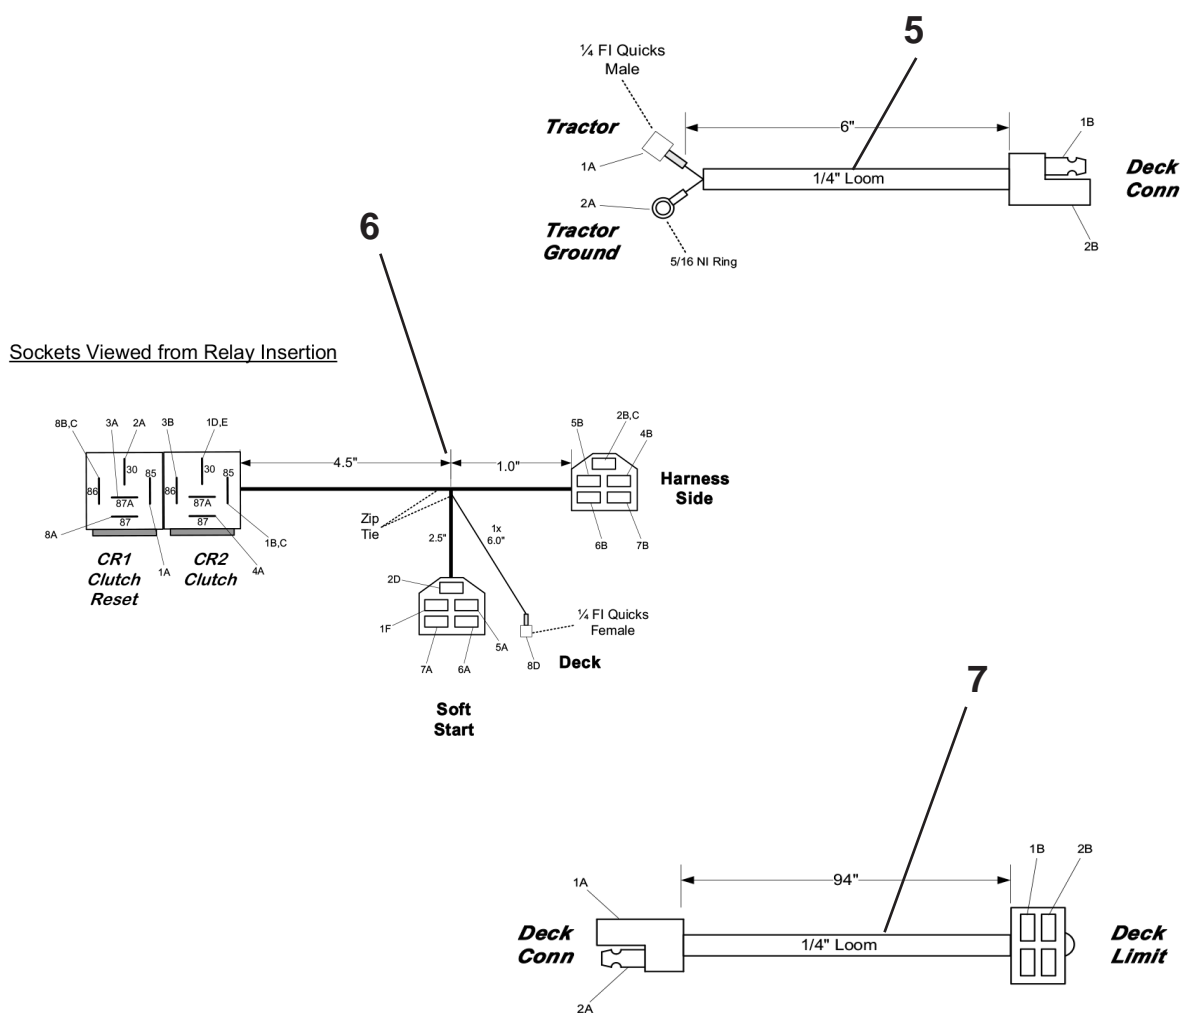 5
¼ FI Quicks
Male
Tractor
6"
1B
1A
1/4" Loom
Deck
Conn
2A
2B
Tractor
Ground
5/16 NI Ring
6
Sockets Viewed from Relay Insertion
8B,C
3A
2A
3B
1D,E
5B
2B,C
4B
4.5"
1.0"
30
85
30
85
86
86
87A
87A
87
87
Harness
Side
8A
1A
1B,C
4A
CR1
Clutch
Reset
CR2
Clutch
Zip
Tie
2.5"
1x
6.0"
6B
7B
2D
1F
5A
7A
6A
¼ FI Quicks
Female
8D
Deck
Soft
Start
7
1B
2B
94"
1A
Deck
Conn
1/4" Loom
Deck
Limit
2A